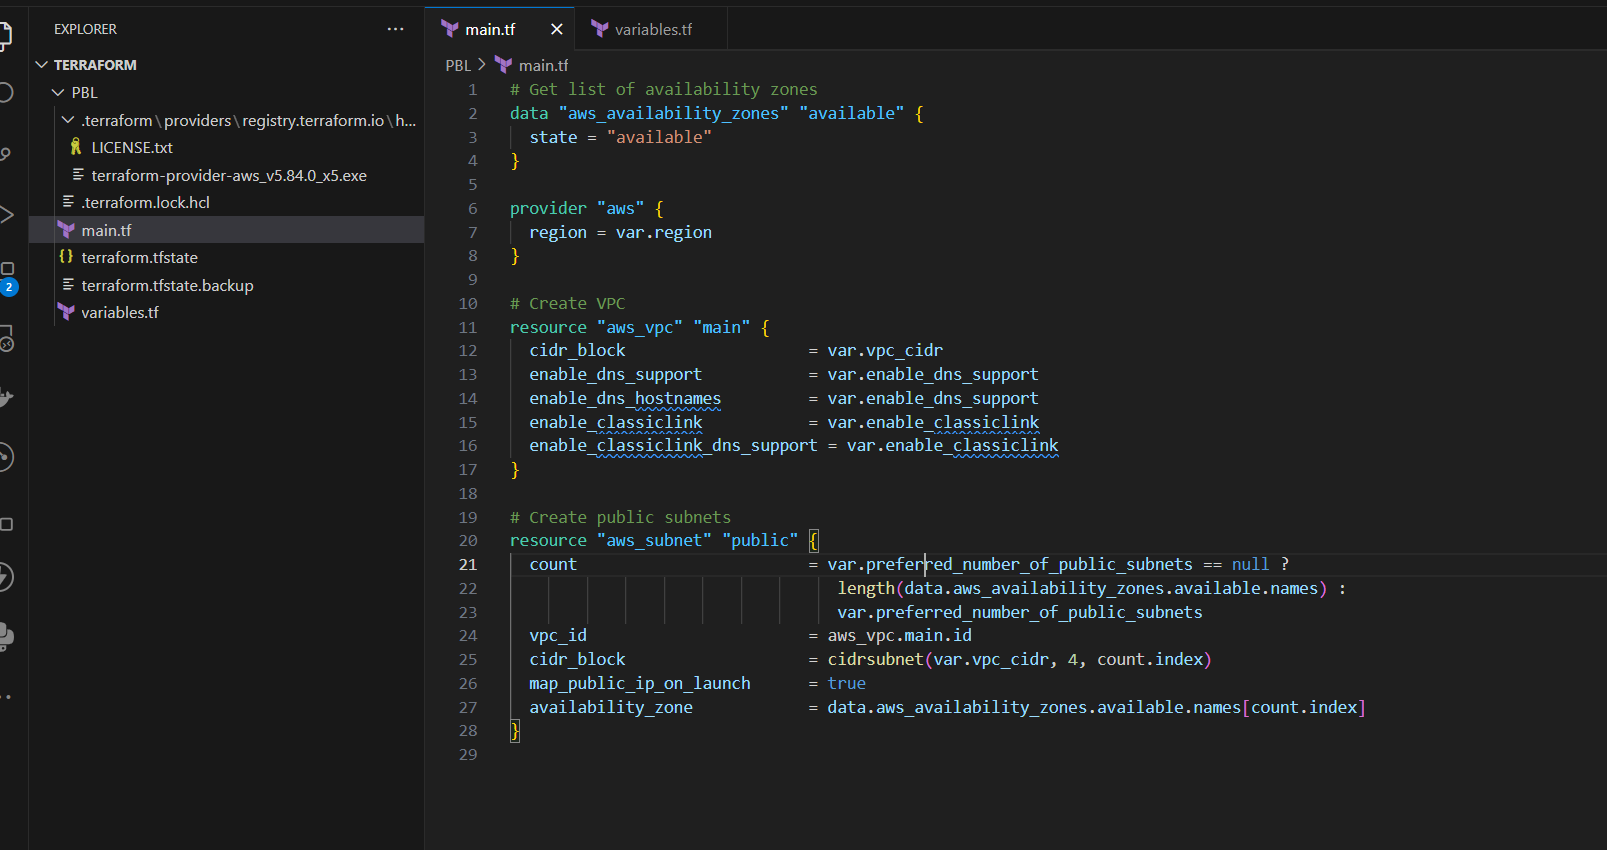 EXPLORER
···
TERRAFORM
PBL
.terraform\providers\registry.terraform.io\h...
LICENSE.txt
terraform-provider-aws_v5.84.0_x5.exe
.terraform.lock.hcl
main.tf
terraform.tfstate
terraform.tfstate.backup
variables.tf
2
main.tf
variables.tf
PBL > main.tf
1 # Get list of availability zones
2 data "aws_availability_zones" "available" {
3   state = "available"
4 }
5
6 provider "aws" {
7   region = var.region
8 }
9
10 # Create VPC
11 resource "aws_vpc" "main" {
12   cidr_block                   = var.vpc_cidr
13   enable_dns_support           = var.enable_dns_support
14   enable_dns_hostnames         = var.enable_dns_support
15   enable_classiclink           = var.enable_classiclink
16   enable_classiclink_dns_support = var.enable_classiclink
17 }
18
19 # Create public subnets
20 resource "aws_subnet" "public" {
21   count                        = var.preferred_number_of_public_subnets == null ?
22                                   length(data.aws_availability_zones.available.names) :
23                                   var.preferred_number_of_public_subnets
24   vpc_id                       = aws_vpc.main.id
25   cidr_block                   = cidrsubnet(var.vpc_cidr, 4, count.index)
26   map_public_ip_on_launch      = true
27   availability_zone            = data.aws_availability_zones.available.names[count.index]
28 }
29